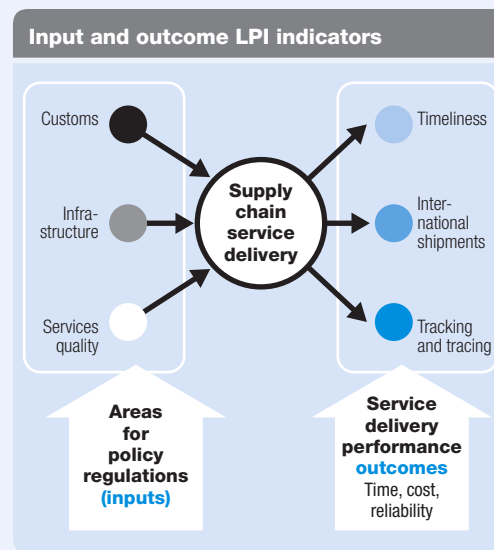 Input and outcome LPI indicators
Customs
Infra-
structure
Services
quality
Supply
chain
service
delivery
Timeliness
Inter-
national
shipments
Tracking
and tracing
Areas
for
policy
regulations
(inputs)
Service
delivery
performance
outcomes
Time, cost,
reliability